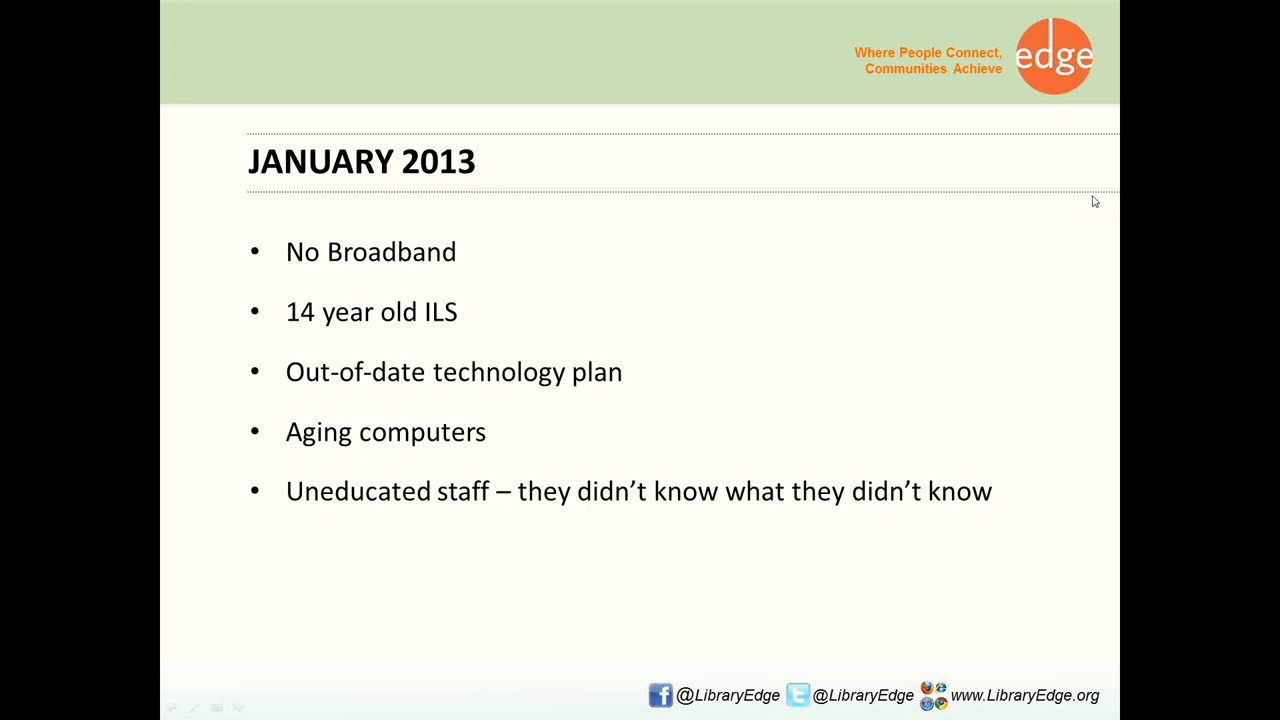 Where People Connect,
Communities Achieve
edge
JANUARY 2013
• No Broadband
• 14 year old ILS
• Out-of-date technology plan
• Aging computers
• Uneducated staff – they didn’t know what they didn’t know
@LibraryEdge @LibraryEdge www.LibraryEdge.org